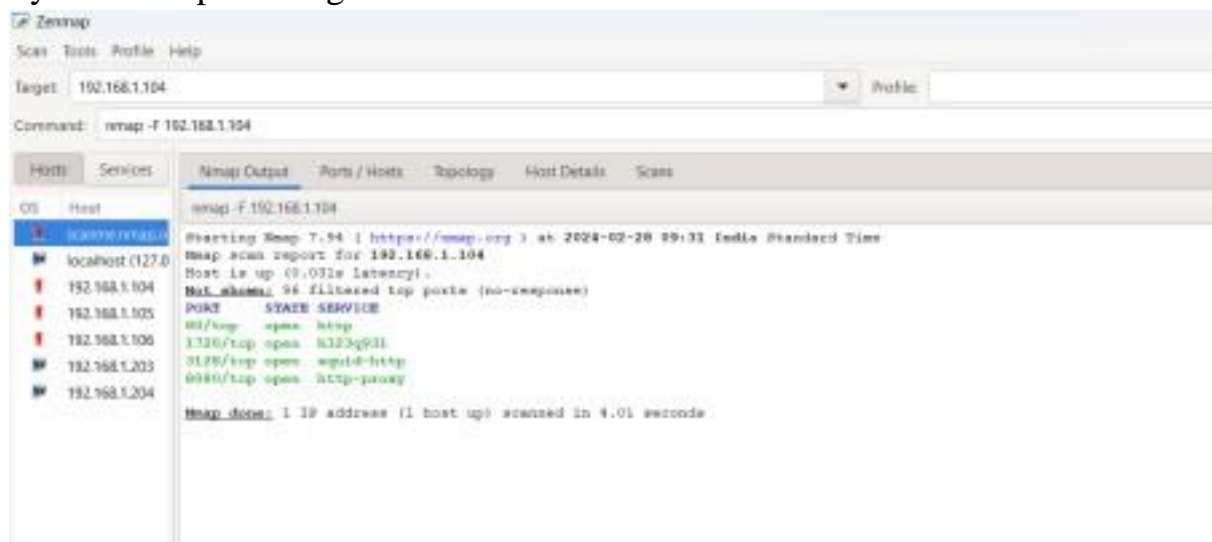 Zenmap
Scan Tools Profile Help
Target: 192.168.1.104 Profile:
Command: nmap -F 192.168.1.104
Hosts Services Nmap Output Ports / Hosts Topology Host Details Scans
OS Host
nmap -F 192.168.1.104
scanme.nmap.o
localhost (127.0
192.168.1.104
192.168.1.105
192.168.1.106
192.168.1.203
192.168.1.204
Starting Nmap 7.94 ( https://nmap.org ) at 2024-02-28 09:31 India Standard Time
Nmap scan report for 192.168.1.104
Host is up (0.031s latency).
Not shown: 96 filtered tcp ports (no-response)
PORT STATE SERVICE
80/tcp open http
1720/tcp open h323q931
3128/tcp open squid-http
8080/tcp open http-proxy
Nmap done: 1 IP address (1 host up) scanned in 4.01 seconds